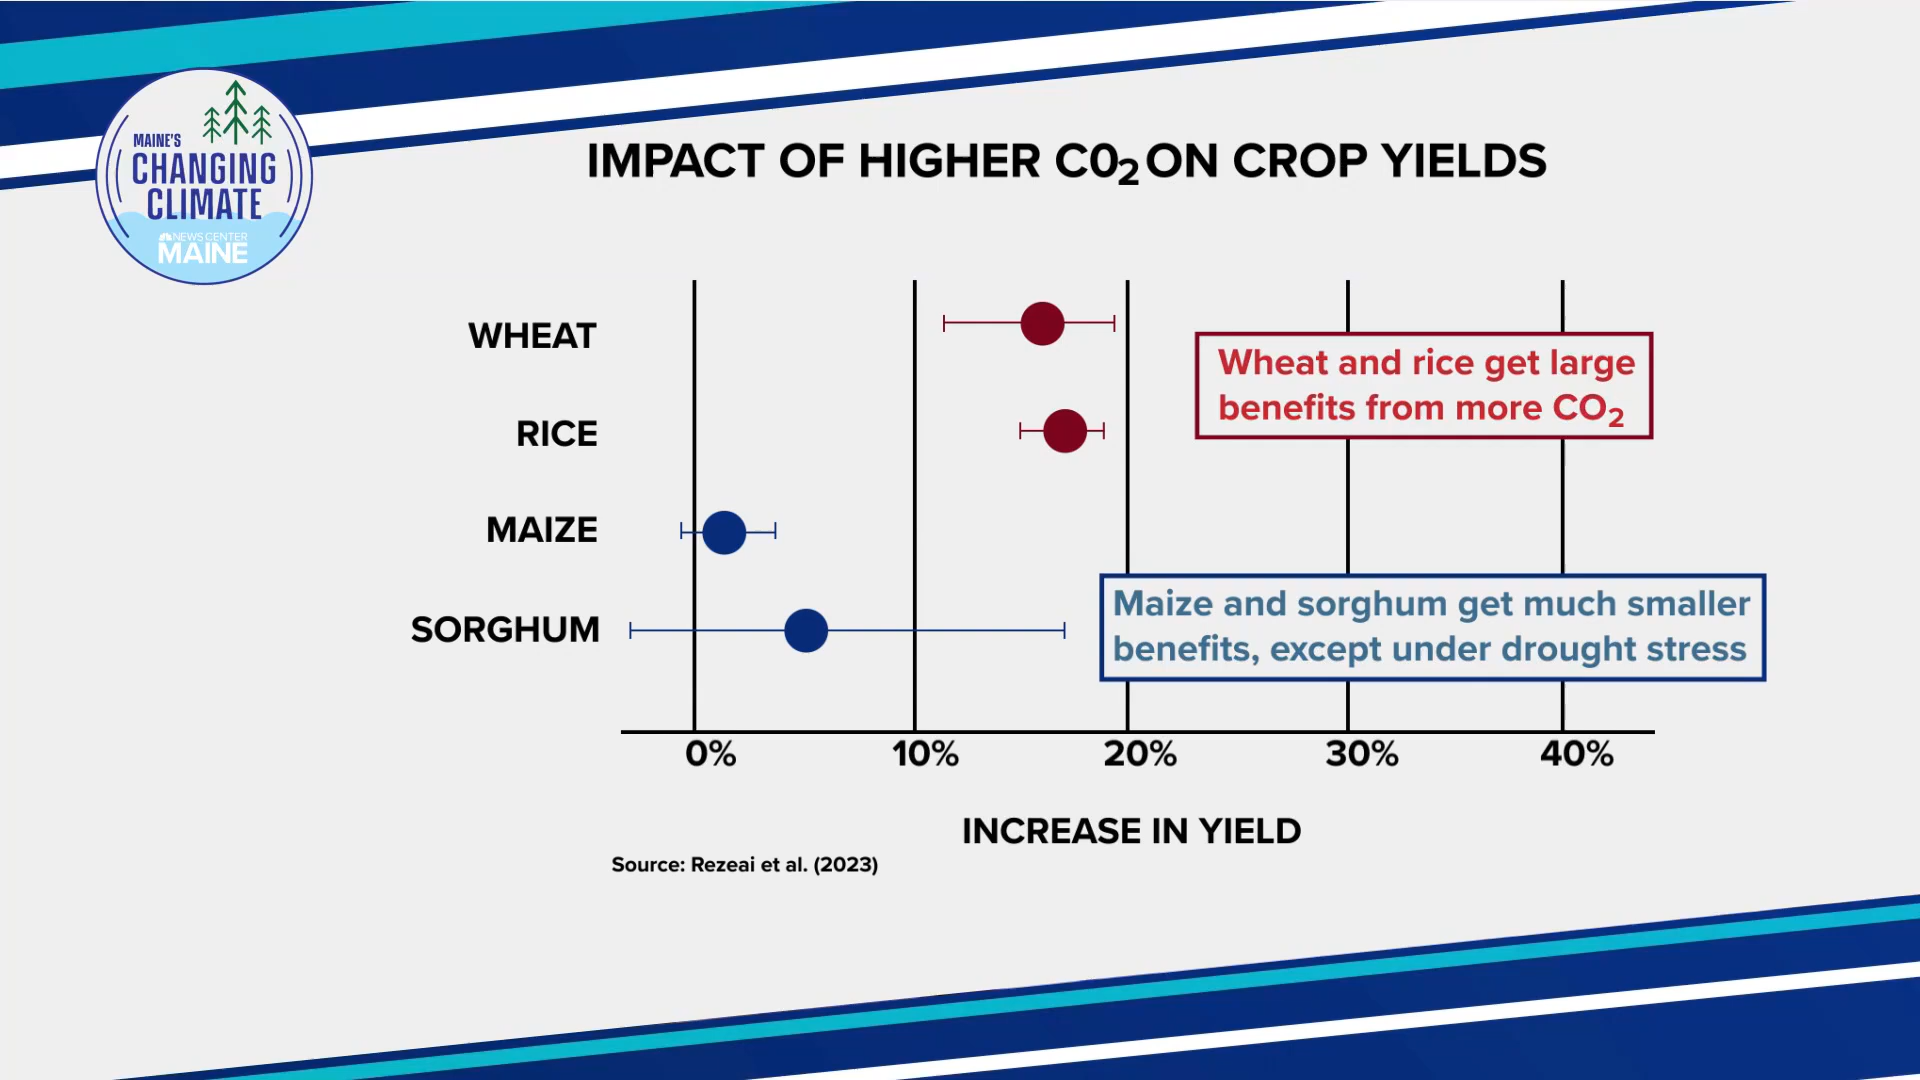 MAINE'S
CHANGING
CLIMATE
NEWS CENTER
MAINE
IMPACT OF HIGHER C0₂ ON CROP YIELDS
WHEAT
RICE
MAIZE
SORGHUM
Wheat and rice get large
benefits from more CO₂
Maize and sorghum get much smaller
benefits, except under drought stress
0% 10% 20% 30% 40%
INCREASE IN YIELD
Source: Rezeai et al. (2023)